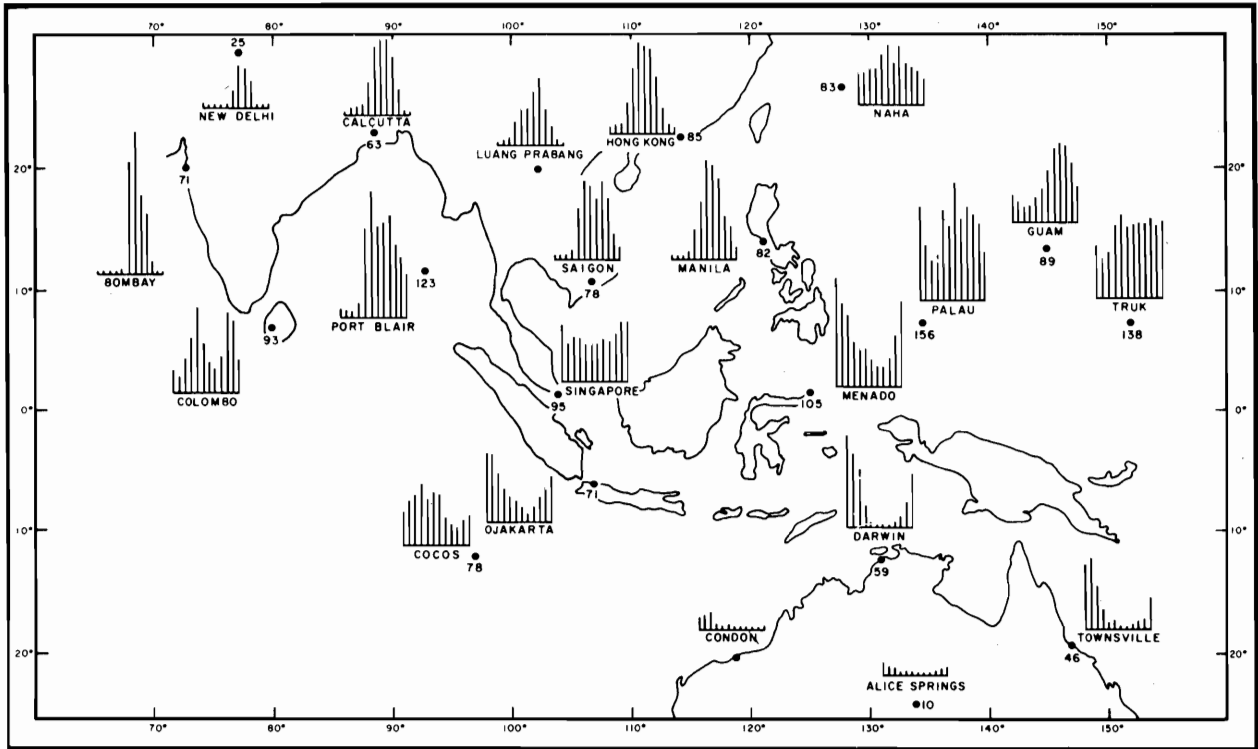 70° 80° 90° 100° 110° 120° 130° 140° 150°
25
NEW DELHI
CALCUTTA
63
LUANG PRABANG
HONG KONG
85
83
NAHA
20°
20°
71
BOMBAY
PORT BLAIR
123
SAIGON
78
MANILA
82
PALAU
156
GUAM
89
TRUK
138
10°
10°
93
COLOMBO
SINGAPORE
95
MENADO
105
0°
0°
COCOS
78
OJAKARTA
71
DARWIN
59
10°
10°
CONDON
TOWNSVILLE
46
20°
20°
ALICE SPRINGS
10
70° 80° 90° 100° 110° 120° 130° 140° 150°